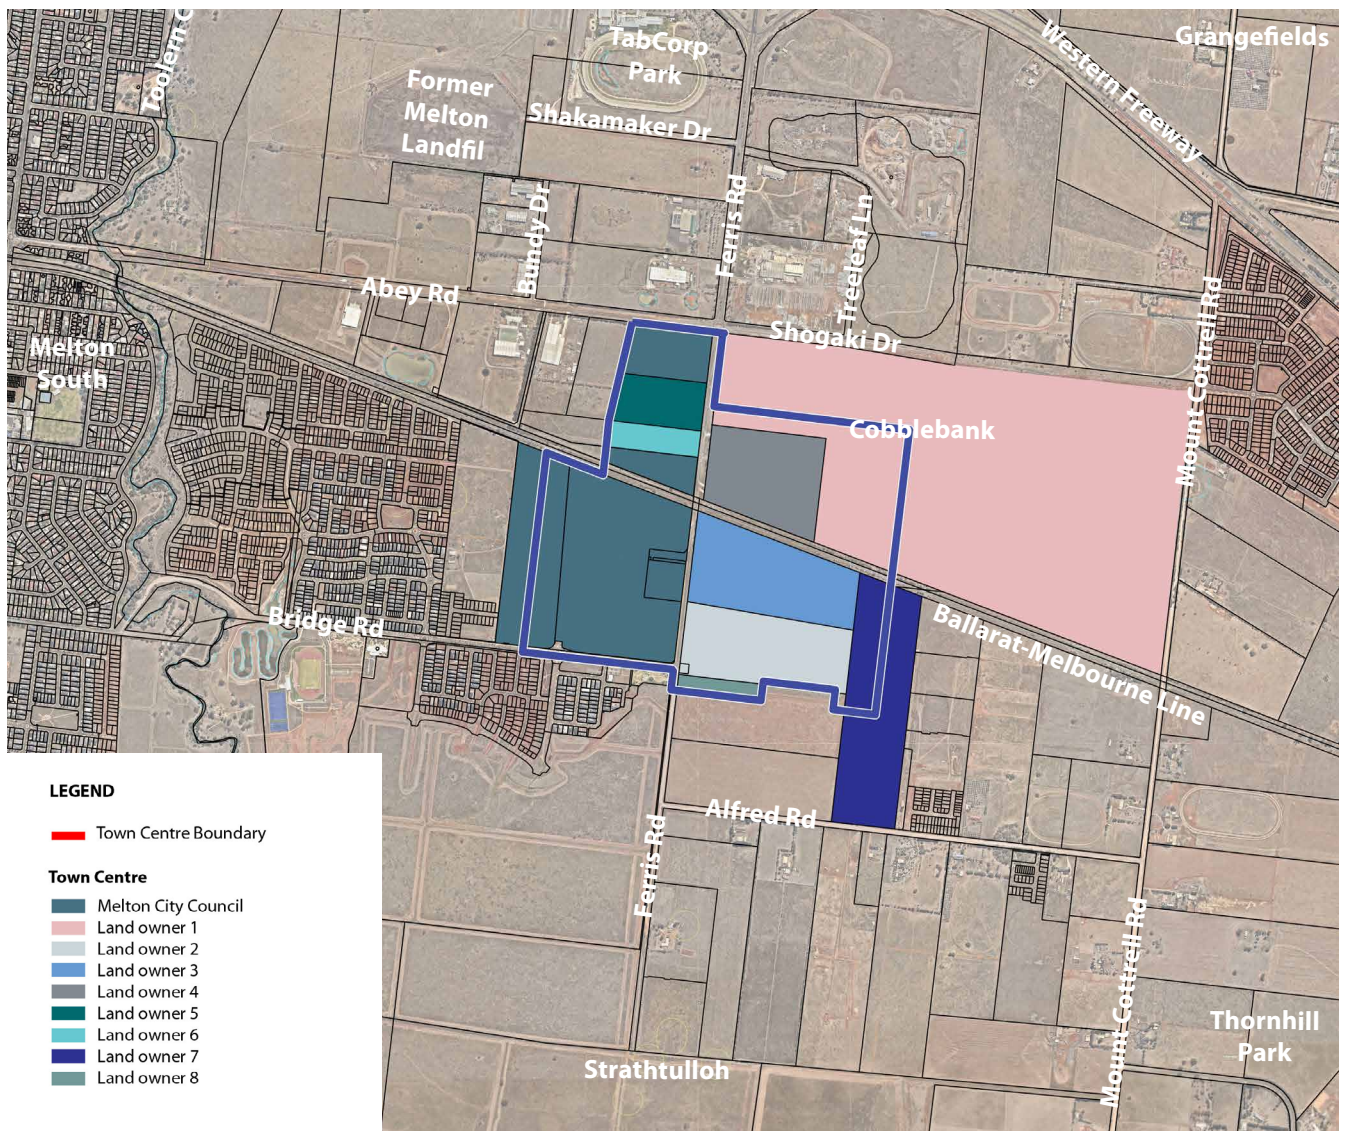 Grangefields
Western Freeway
Toolern C
TabCorp
Park
Former
Melton
Landfil
Shakamaker Dr
Ferris Rd
Bundy Dr
Treeleaf Ln
Abey Rd
Shogaki Dr
Mount Cottrell Rd
Melton
South
Cobblebank
Bridge Rd
Ballarat-Melbourne Line
Alfred Rd
Ferris Rd
Mount Cottrell Rd
Thornhill
Park
Strathtulloh
LEGEND
Town Centre Boundary
Town Centre
Melton City Council
Land owner 1
Land owner 2
Land owner 3
Land owner 4
Land owner 5
Land owner 6
Land owner 7
Land owner 8